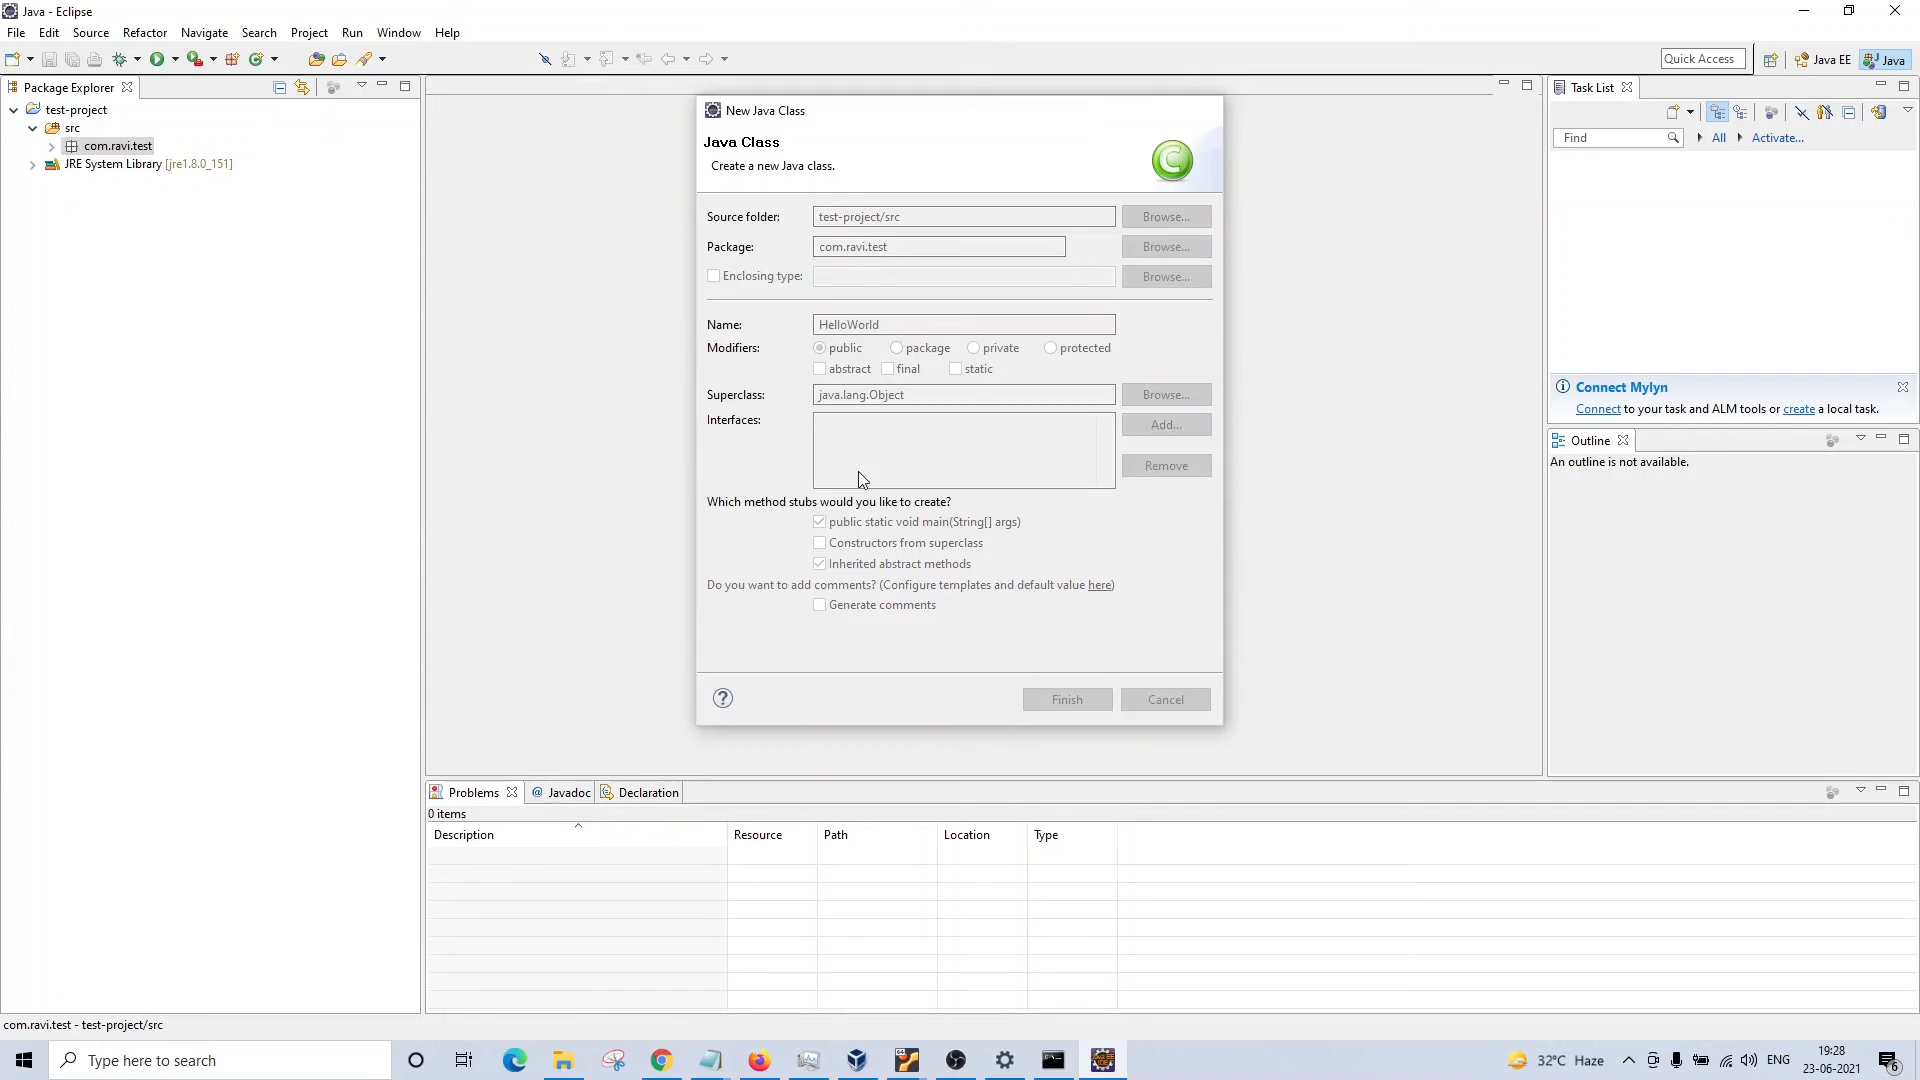 Java - Eclipse
File Edit Source Refactor Navigate Search Project Run Window Help
Quick Access Java EE Java
Package Explorer
test-project
src
com.ravi.test
JRE System Library [jre1.8.0_151]
New Java Class
Java Class
Create a new Java class.
Source folder: test-project/src Browse...
Package: com.ravi.test Browse...
Enclosing type: Browse...
Name: HelloWorld
Modifiers: public package private protected
abstract final static
Superclass: java.lang.Object Browse...
Interfaces: Add...
Remove
Which method stubs would you like to create?
public static void main(String[] args)
Constructors from superclass
Inherited abstract methods
Do you want to add comments? (Configure templates and default value here)
Generate comments
Finish Cancel
Task List
Find All Activate...
Connect Mylyn
Connect to your task and ALM tools or create a local task.
Outline
An outline is not available.
Problems @ Javadoc Declaration
0 items
Description Resource Path Location Type
com.ravi.test - test-project/src
Type here to search
32°C Haze ENG 19:28
23-06-2021
6